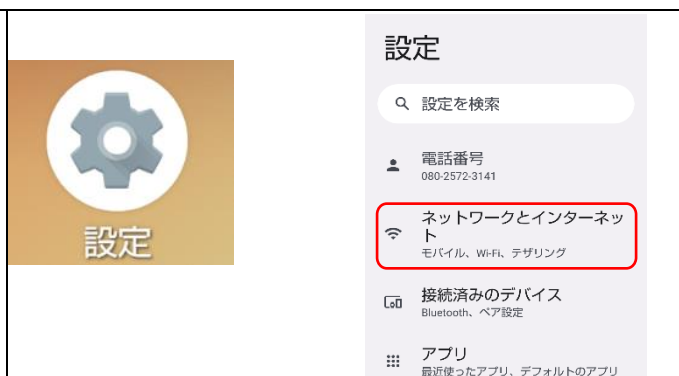 設定
設定
設定を検索
電話番号
080-2572-3141
ネットワークとインターネッ
ト
モバイル、Wi-Fi、テザリング
接続済みのデバイス
Bluetooth、ペア設定
アプリ
最近使ったアプリ、デフォルトのアプリ